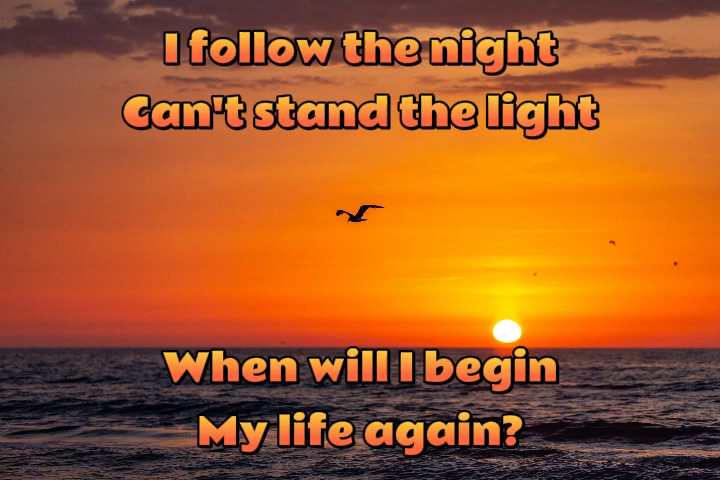 I follow the night
Can't stand the light
When will I begin
My life again?